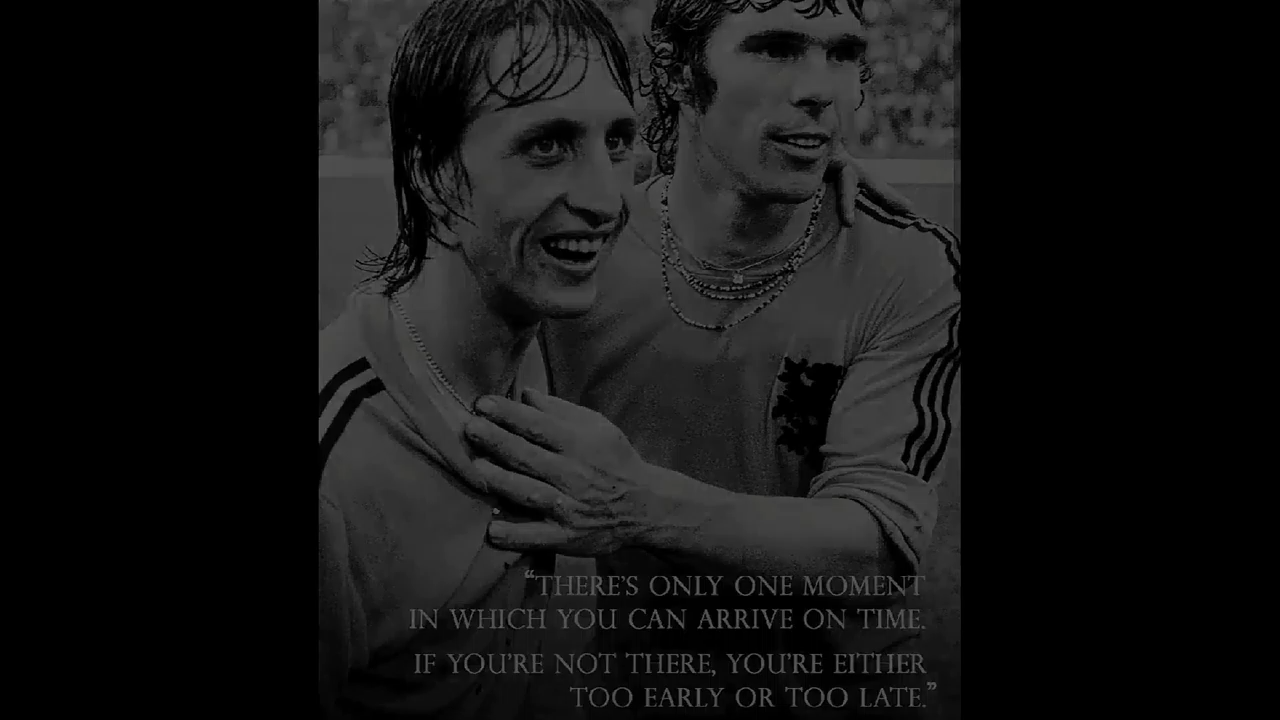 “THERE'S ONLY ONE MOMENT
IN WHICH YOU CAN ARRIVE ON TIME.
IF YOU'RE NOT THERE, YOU'RE EITHER
TOO EARLY OR TOO LATE.”